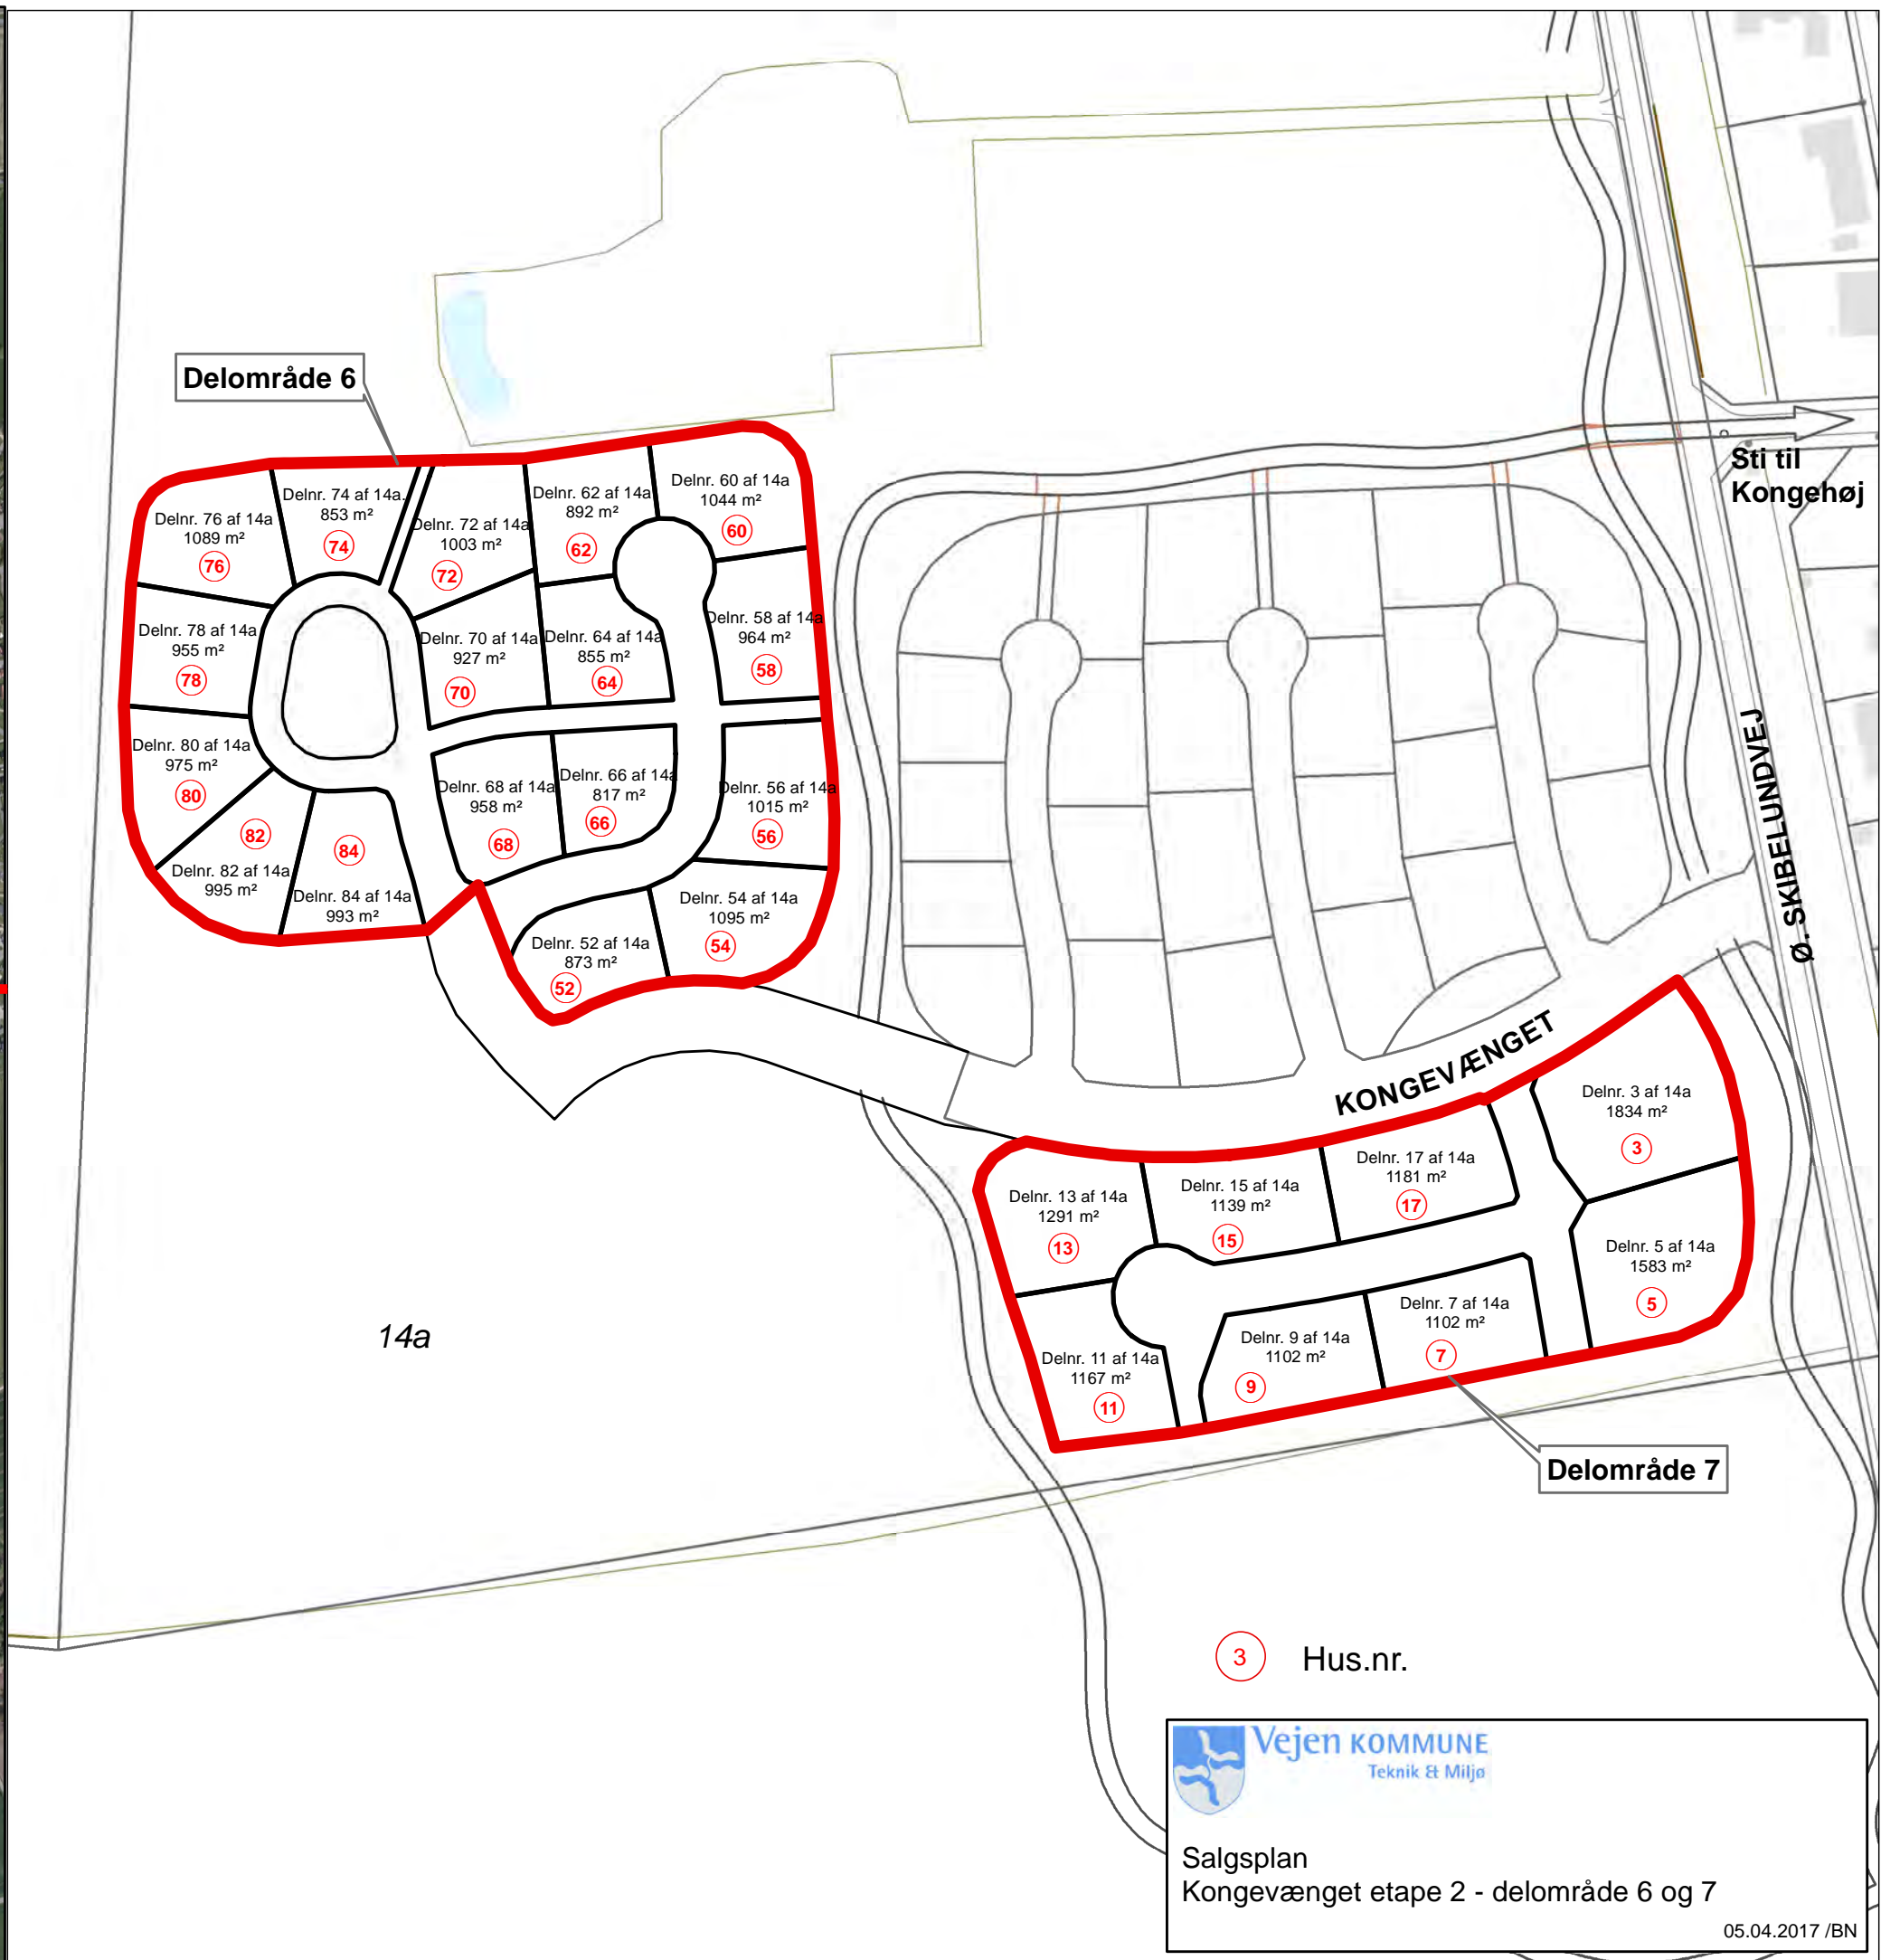 Delområde 6
Sti til
Kongehøj
Delnr. 60 af 14a
1044 m²
60
Delnr. 62 af 14a
892 m²
62
Delnr. 74 af 14a
853 m²
74
Delnr. 76 af 14a
1089 m²
76
Delnr. 72 af 14a
1003 m²
72
Delnr. 78 af 14a
955 m²
78
Delnr. 70 af 14a
927 m²
70
Delnr. 64 af 14a
855 m²
64
Delnr. 58 af 14a
964 m²
58
Delnr. 80 af 14a
975 m²
80
Delnr. 68 af 14a
958 m²
68
Delnr. 66 af 14a
817 m²
66
Delnr. 56 af 14a
1015 m²
56
82
Delnr. 82 af 14a
995 m²
84
Delnr. 84 af 14a
993 m²
Delnr. 54 af 14a
1095 m²
54
Delnr. 52 af 14a
873 m²
52
Ø. SKIBELUNDVEJ
KONGEVÆNGET
Delnr. 3 af 14a
1834 m²
3
Delnr. 17 af 14a
1181 m²
17
Delnr. 15 af 14a
1139 m²
15
Delnr. 13 af 14a
1291 m²
13
Delnr. 5 af 14a
1583 m²
5
Delnr. 7 af 14a
1102 m²
7
Delnr. 9 af 14a
1102 m²
9
Delnr. 11 af 14a
1167 m²
11
14a
Delområde 7
3 Hus.nr.
Vejen KOMMUNE
Teknik & Miljø
Salgsplan
Kongevænget etape 2 - delområde 6 og 7
05.04.2017 /BN